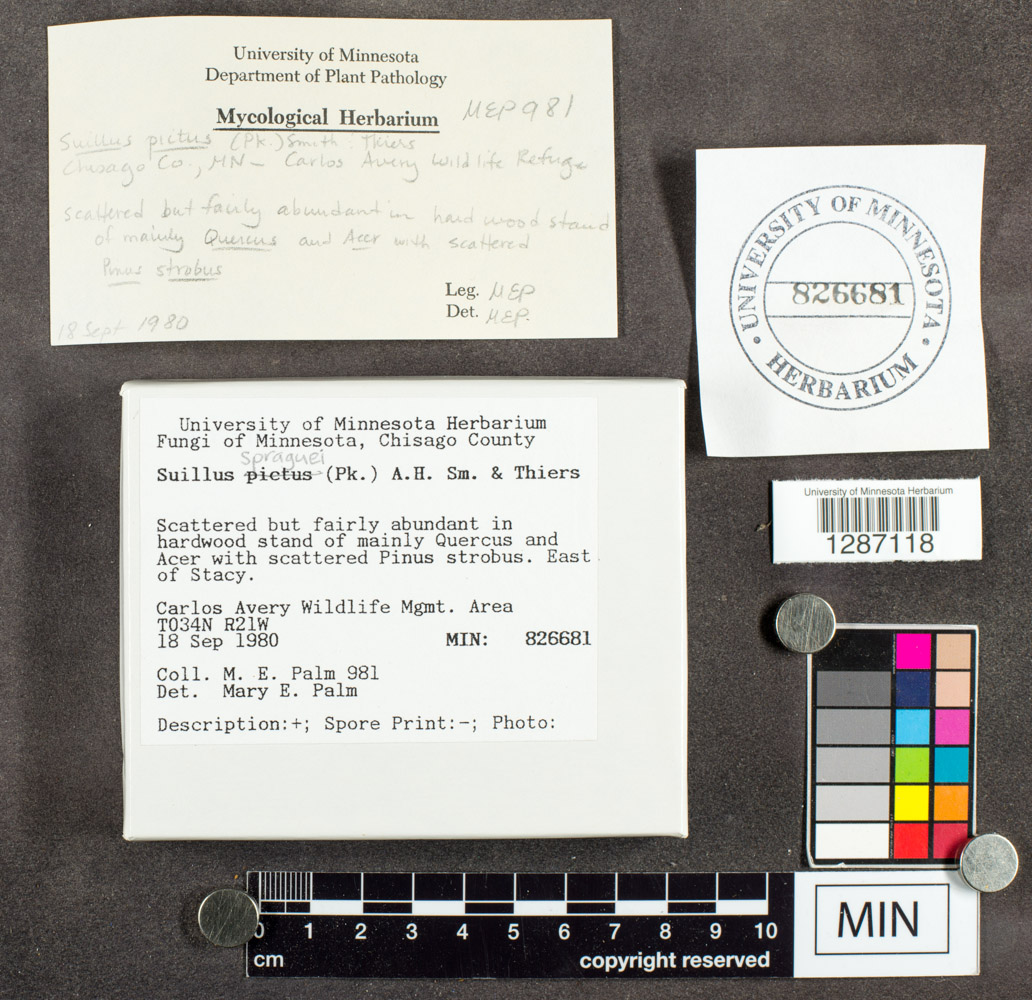 University of Minnesota
Department of Plant Pathology
Mycological Herbarium
MEP981
Suillus pictus (Pk.) Smith & Thiers
Chisago Co., MN - Carlos Avery Wildlife Refuge
scattered but fairly abundant in hard wood stand
of mainly Quercus and Acer with scattered
Pinus strobus
Leg. MEP
Det. MEP.
18 Sept 1980
UNIVERSITY OF MINNESOTA
826681
HERBARIUM
University of Minnesota Herbarium
Fungi of Minnesota, Chisago County
Spraguei
Suillus pictus (Pk.) A.H. Sm. & Thiers
Scattered but fairly abundant in
hardwood stand of mainly Quercus and
Acer with scattered Pinus strobus. East
of Stacy.
Carlos Avery Wildlife Mgmt. Area
T034N R21W
18 Sep 1980 MIN: 826681
Coll. M. E. Palm 981
Det. Mary E. Palm
Description:+; Spore Print:-; Photo:
University of Minnesota Herbarium
1287118
0 1 2 3 4 5 6 7 8 9 10
cm copyright reserved
MIN